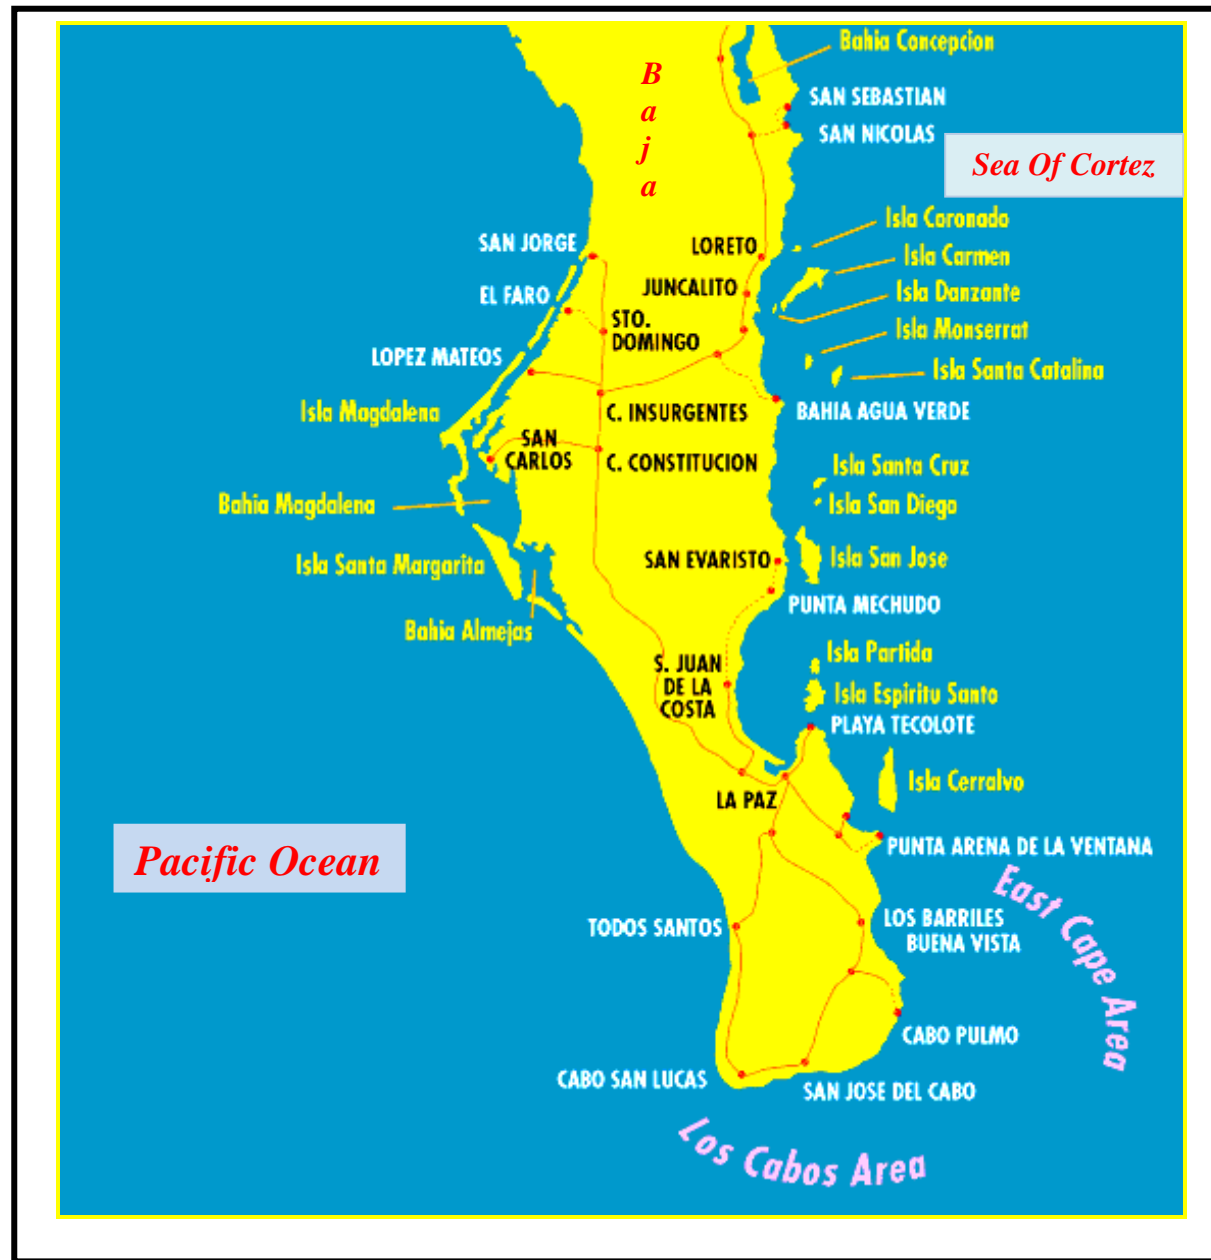 Bahia Concepcion
B
a
j
a
SAN SEBASTIAN
SAN NICOLAS
Sea Of Cortez
Isla Coronado
SAN JORGE
LORETO
Isla Carmen
JUNCALITO
Isla Danzante
EL FARO
STO.
DOMINGO
Isla Monserrat
LOPEZ MATEOS
Isla Santa Catalina
Isla Magdalena
C. INSURGENTES
BAHIA AGUA VERDE
SAN
CARLOS
C. CONSTITUCION
Isla Santa Cruz
Bahia Magdalena
Isla San Diego
Isla Santa Margarita
SAN EVARISTO
Isla San Jose
PUNTA MECHUDO
Bahia Almejas
Isla Partida
S. JUAN
DE LA
COSTA
Isla Espiritu Santo
PLAYA TECOLOTE
Isla Cerralvo
LA PAZ
PUNTA ARENA DE LA VENTANA
Pacific Ocean
East Cape Area
TODOS SANTOS
LOS BARRILES
BUENA VISTA
CABO PULMO
CABO SAN LUCAS
SAN JOSE DEL CABO
Los Cabos Area